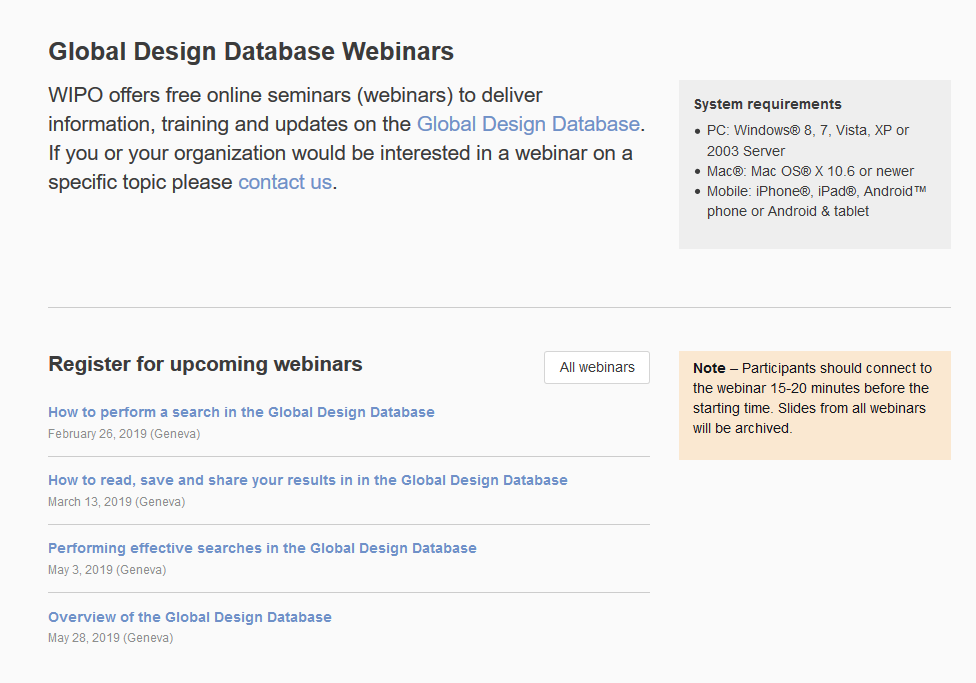 Global Design Database Webinars
WIPO offers free online seminars (webinars) to deliver
information, training and updates on the Global Design Database.
If you or your organization would be interested in a webinar on a
specific topic please contact us.
System requirements
• PC: Windows® 8, 7, Vista, XP or
2003 Server
• Mac®: Mac OS® X 10.6 or newer
• Mobile: iPhone®, iPad®, Android™
phone or Android & tablet
Register for upcoming webinars
All webinars
How to perform a search in the Global Design Database
February 26, 2019 (Geneva)
How to read, save and share your results in in the Global Design Database
March 13, 2019 (Geneva)
Performing effective searches in the Global Design Database
May 3, 2019 (Geneva)
Overview of the Global Design Database
May 28, 2019 (Geneva)
Note – Participants should connect to
the webinar 15-20 minutes before the
starting time. Slides from all webinars
will be archived.